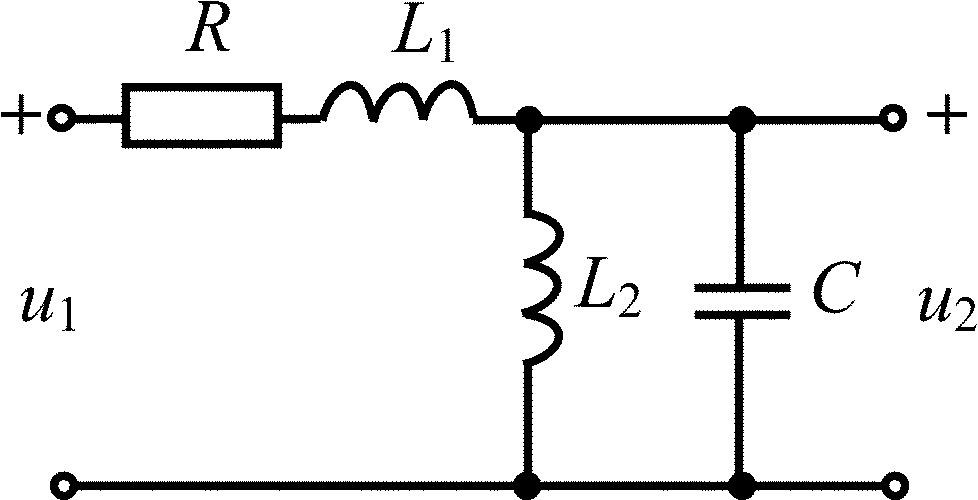 R L₁
+ +
u₁ L₂ C u₂